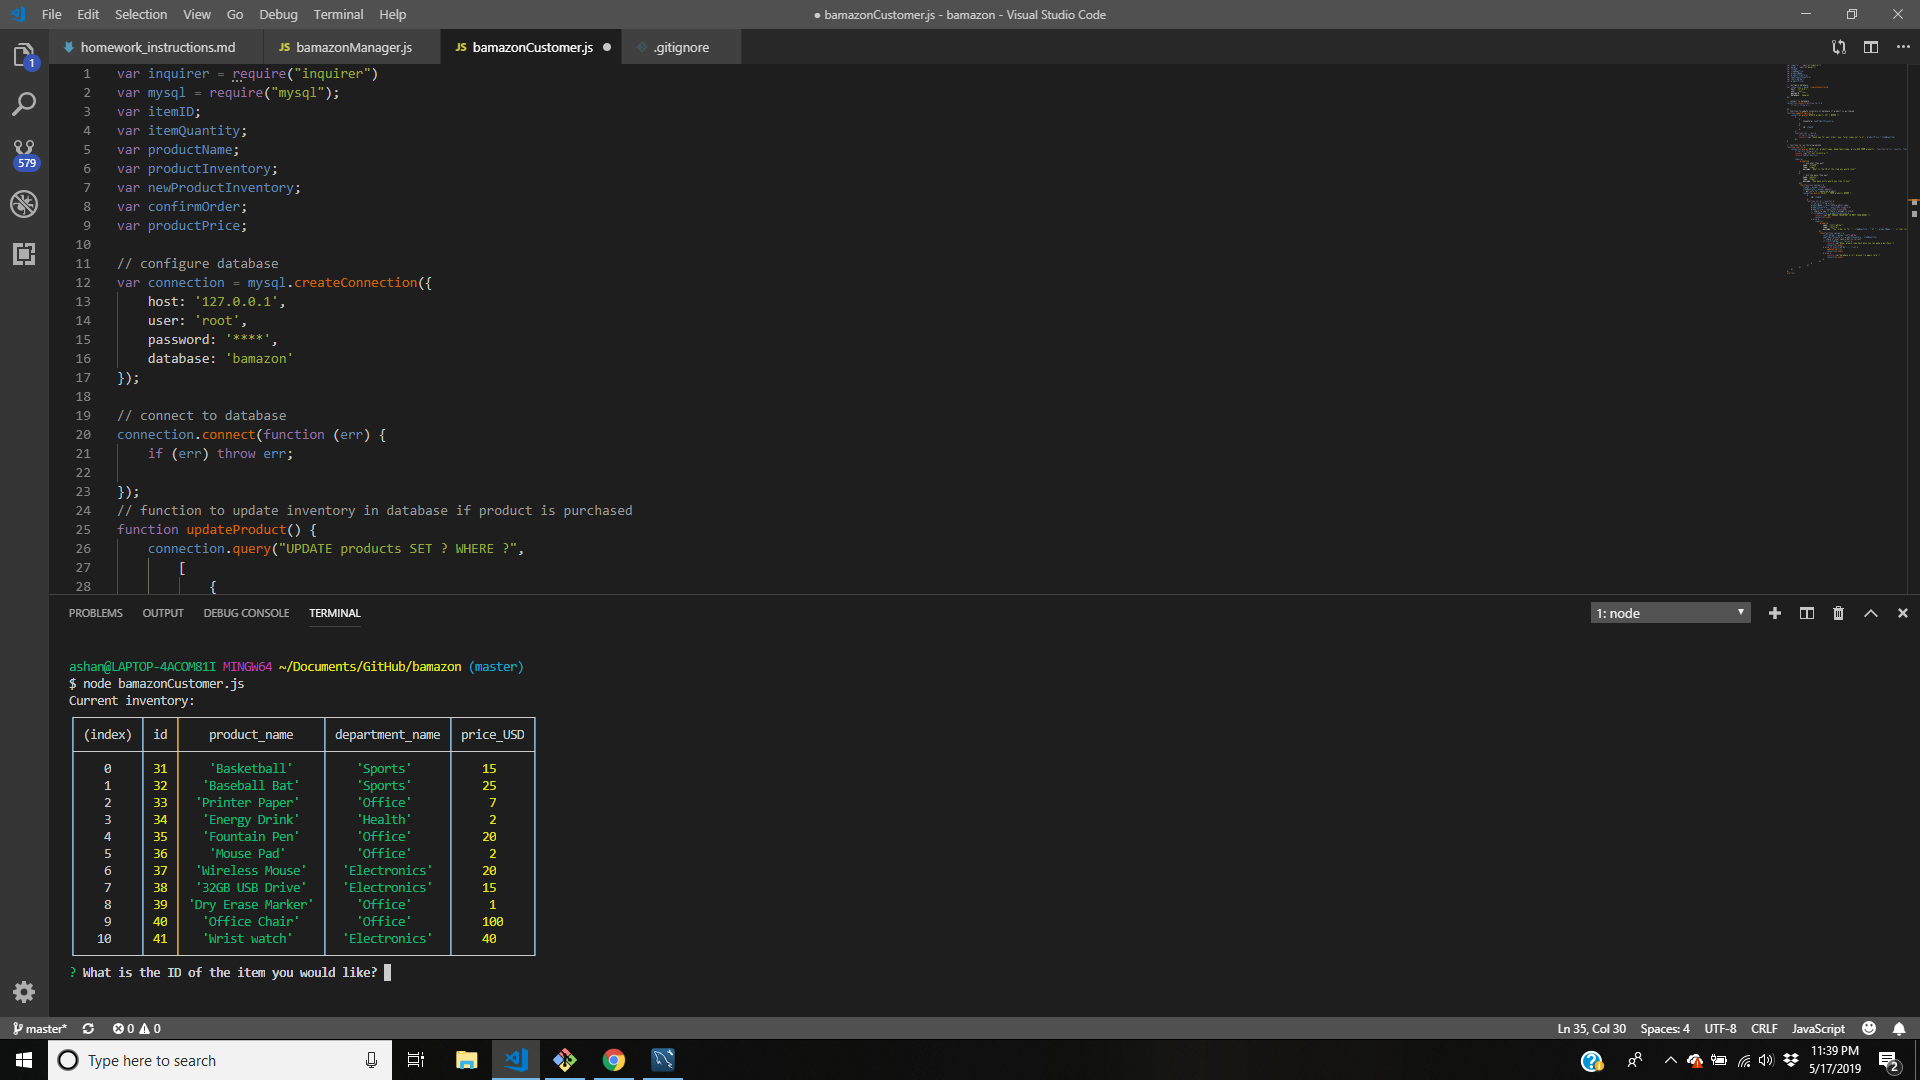 File Edit Selection View Go Debug Terminal Help
● bamazonCustomer.js - bamazon - Visual Studio Code
homework_instructions.md
JS bamazonManager.js
JS bamazonCustomer.js ●
.gitignore
1
579
1 var inquirer = require("inquirer")
2 var mysql = require("mysql");
3 var itemID;
4 var itemQuantity;
5 var productName;
6 var productInventory;
7 var newProductInventory;
8 var confirmOrder;
9 var productPrice;
10
11 // configure database
12 var connection = mysql.createConnection({
13 host: '127.0.0.1',
14 user: 'root',
15 password: '****',
16 database: 'bamazon'
17 });
18
19 // connect to database
20 connection.connect(function (err) {
21 if (err) throw err;
22
23 });
24 // function to update inventory in database if product is purchased
25 function updateProduct() {
26 connection.query("UPDATE products SET ? WHERE ?",
27 [
28 {
PROBLEMS OUTPUT DEBUG CONSOLE TERMINAL
1: node
ashan@LAPTOP-4ACOM81I MINGW64 ~/Documents/GitHub/bamazon (master)
$ node bamazonCustomer.js
Current inventory:
(index) id product_name department_name price_USD
0 31 'Basketball' 'Sports' 15
1 32 'Baseball Bat' 'Sports' 25
2 33 'Printer Paper' 'Office' 7
3 34 'Energy Drink' 'Health' 2
4 35 'Fountain Pen' 'Office' 20
5 36 'Mouse Pad' 'Office' 2
6 37 'Wireless Mouse' 'Electronics' 20
7 38 '32GB USB Drive' 'Electronics' 15
8 39 'Dry Erase Marker' 'Office' 1
9 40 'Office Chair' 'Office' 100
10 41 'Wrist watch' 'Electronics' 40
? What is the ID of the item you would like?
master* 0 0
Ln 35, Col 30 Spaces: 4 UTF-8 CRLF JavaScript
Type here to search
11:39 PM
5/17/2019
2